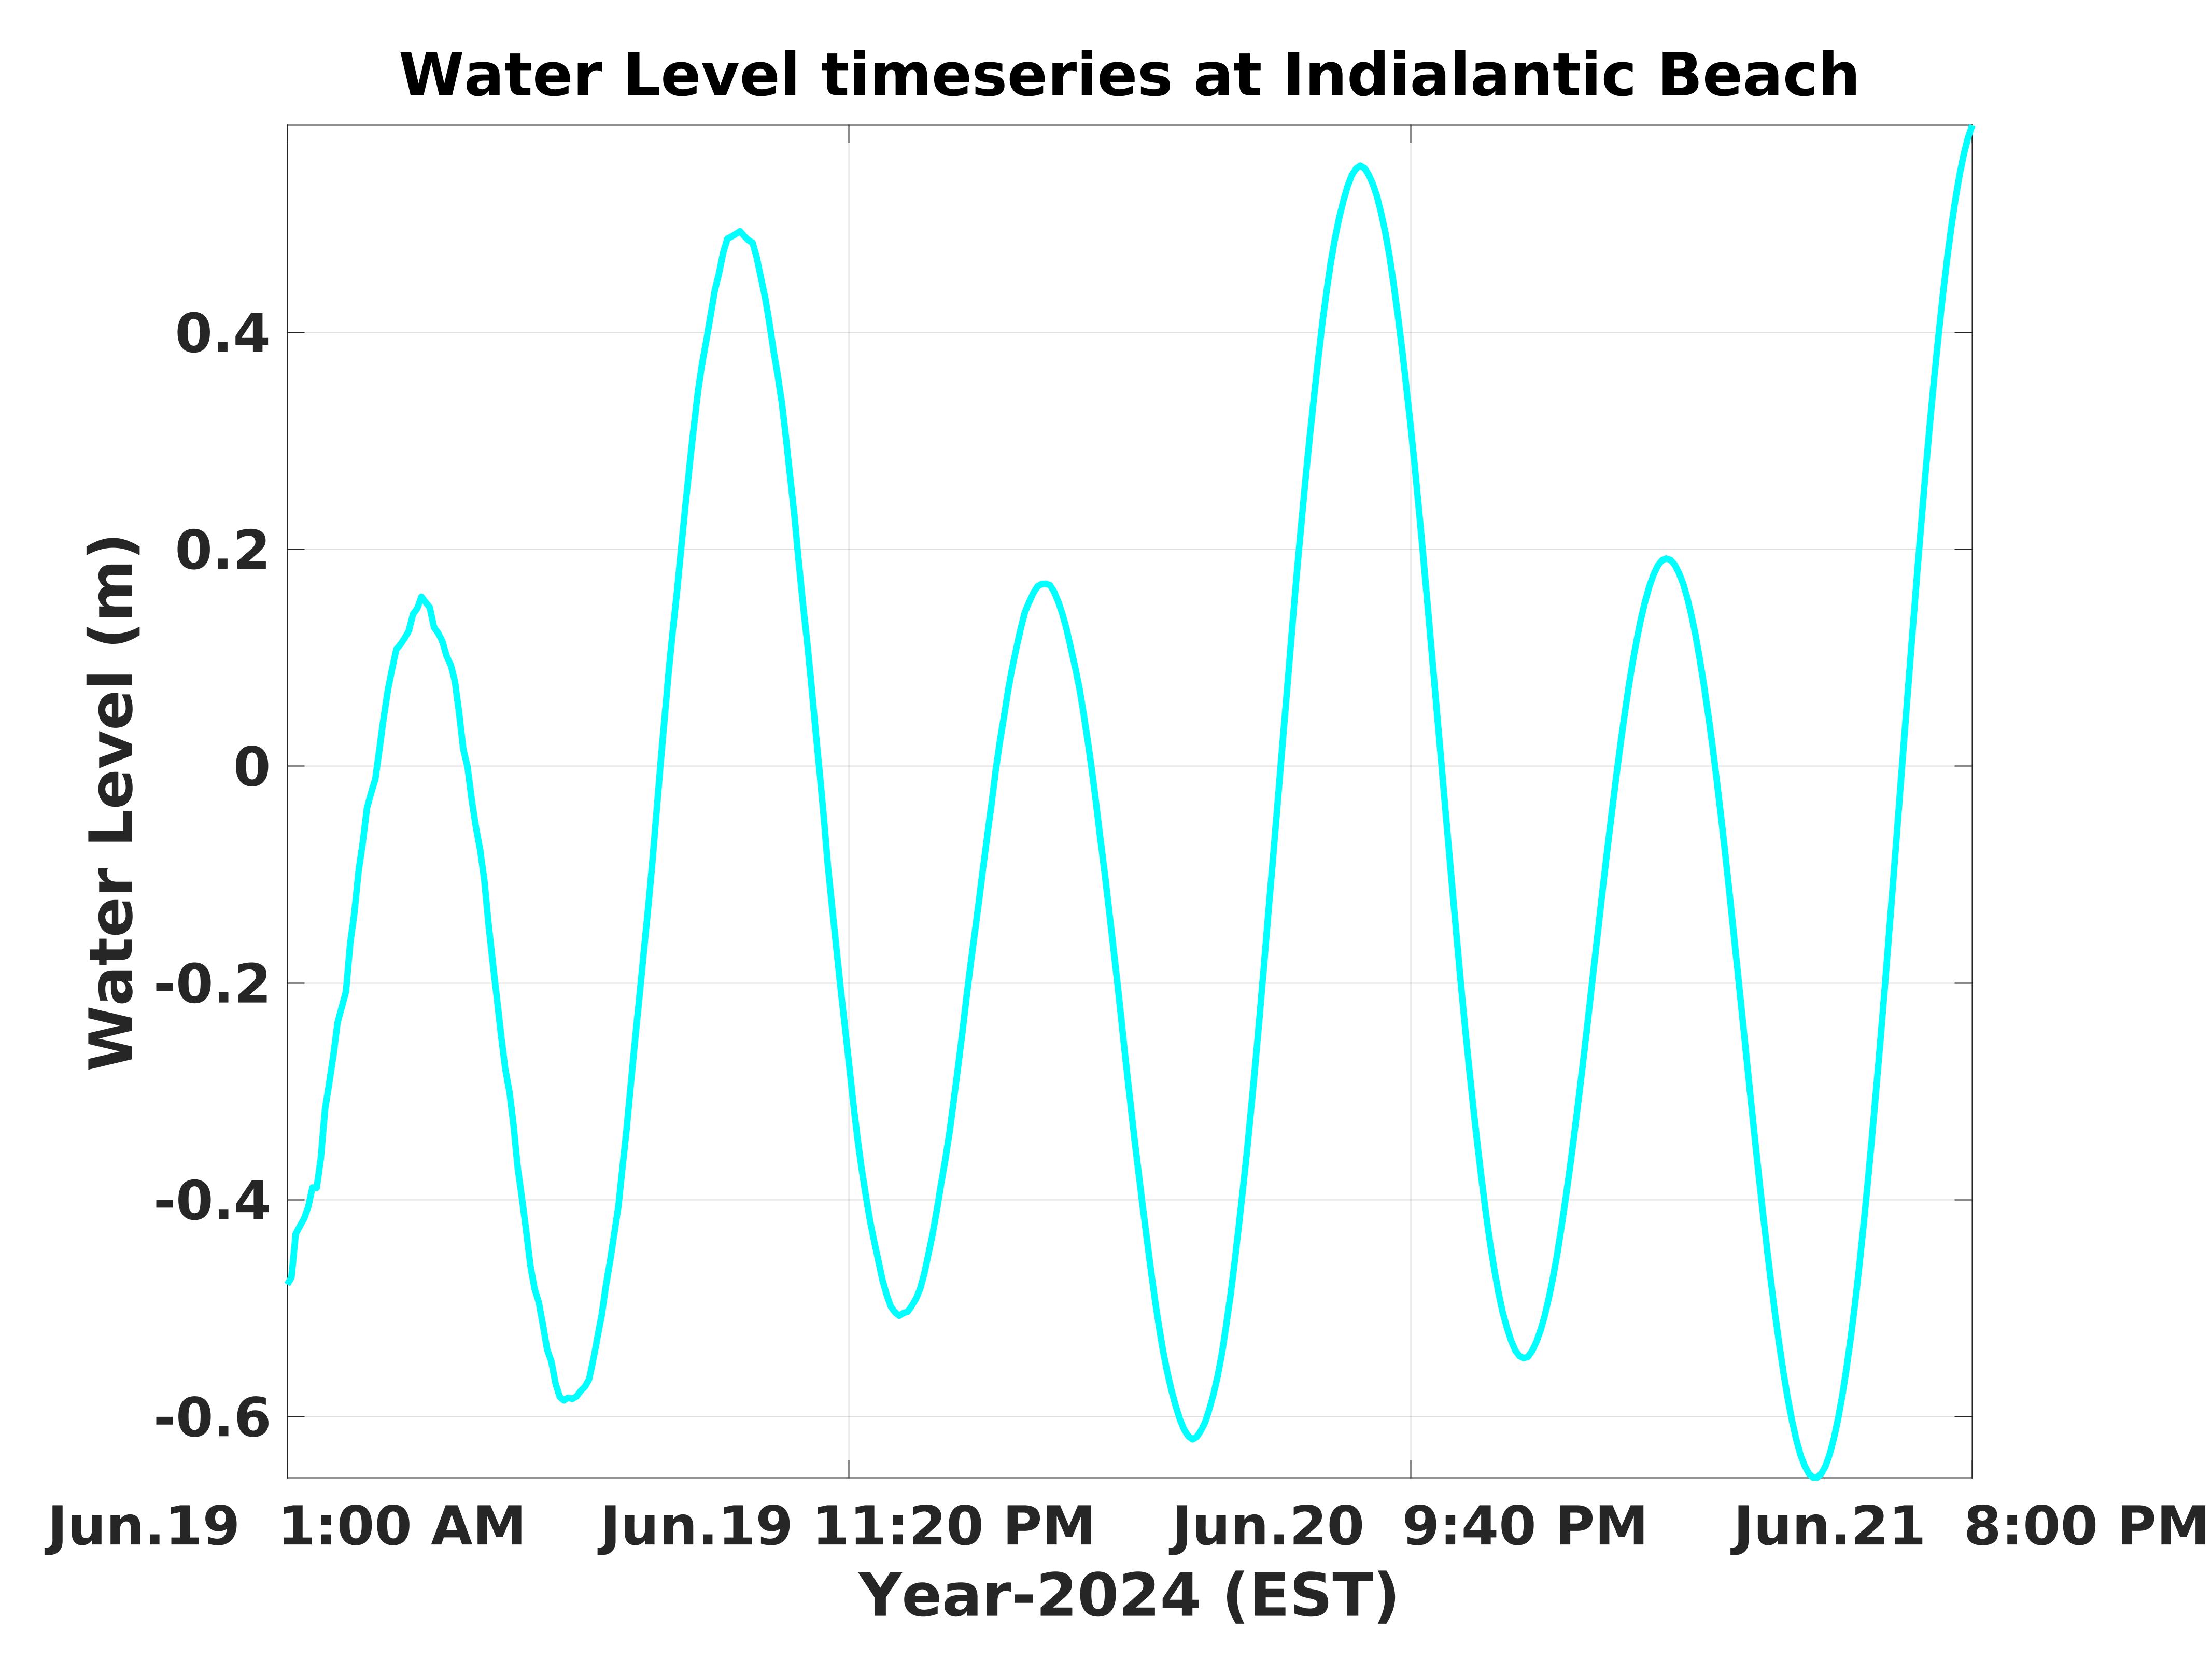 Water Level timeseries at Indialantic Beach
Water Level (m)
0.4
0.2
0
-0.2
-0.4
-0.6
Jun.19  1:00 AM Jun.19 11:20 PM Jun.20  9:40 PM Jun.21  8:00 PM
Year-2024 (EST)